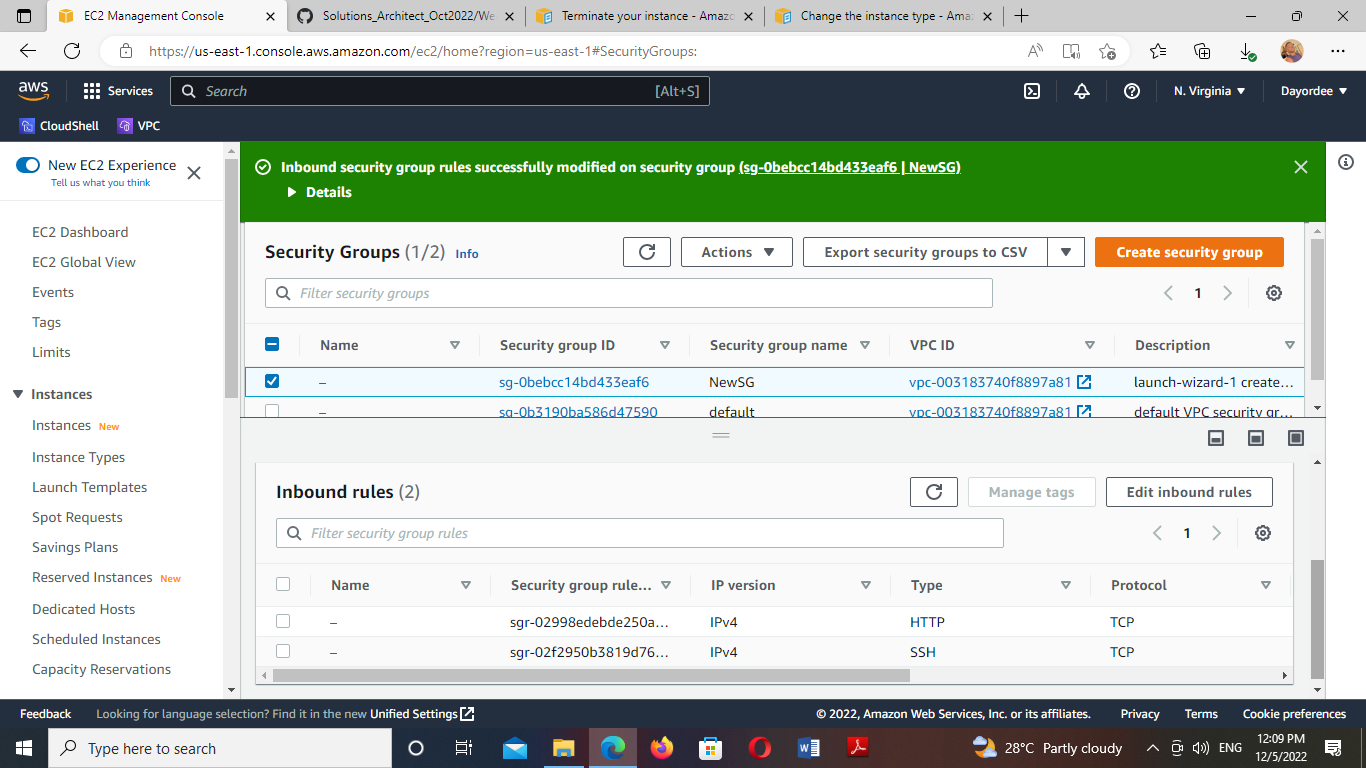 EC2 Management Console
Solutions_Architect_Oct2022/We
Terminate your instance - Amazo
Change the instance type - Amaz
https://us-east-1.console.aws.amazon.com/ec2/home?region=us-east-1#SecurityGroups:
aws
Services
Search
[Alt+S]
N. Virginia
Dayordee
CloudShell
VPC
New EC2 Experience
Tell us what you think
EC2 Dashboard
EC2 Global View
Events
Tags
Limits
Instances
Instances New
Instance Types
Launch Templates
Spot Requests
Savings Plans
Reserved Instances New
Dedicated Hosts
Scheduled Instances
Capacity Reservations
Inbound security group rules successfully modified on security group (sg-0bebcc14bd433eaf6 | NewSG)
Details
Security Groups (1/2) Info
Actions
Export security groups to CSV
Create security group
Filter security groups
1
Name Security group ID Security group name VPC ID Description
– sg-0bebcc14bd433eaf6 NewSG vpc-003183740f8897a81 launch-wizard-1 create...
– sg-0b3190ba586d47590 default vpc-003183740f8897a81 default VPC security gr...
Inbound rules (2)
Manage tags
Edit inbound rules
Filter security group rules
1
Name Security group rule... IP version Type Protocol
– sgr-02998edebde250a... IPv4 HTTP TCP
– sgr-02f2950b3819d76... IPv4 SSH TCP
Feedback
Looking for language selection? Find it in the new Unified Settings
© 2022, Amazon Web Services, Inc. or its affiliates.
Privacy
Terms
Cookie preferences
Type here to search
28°C Partly cloudy
ENG
12:09 PM
12/5/2022